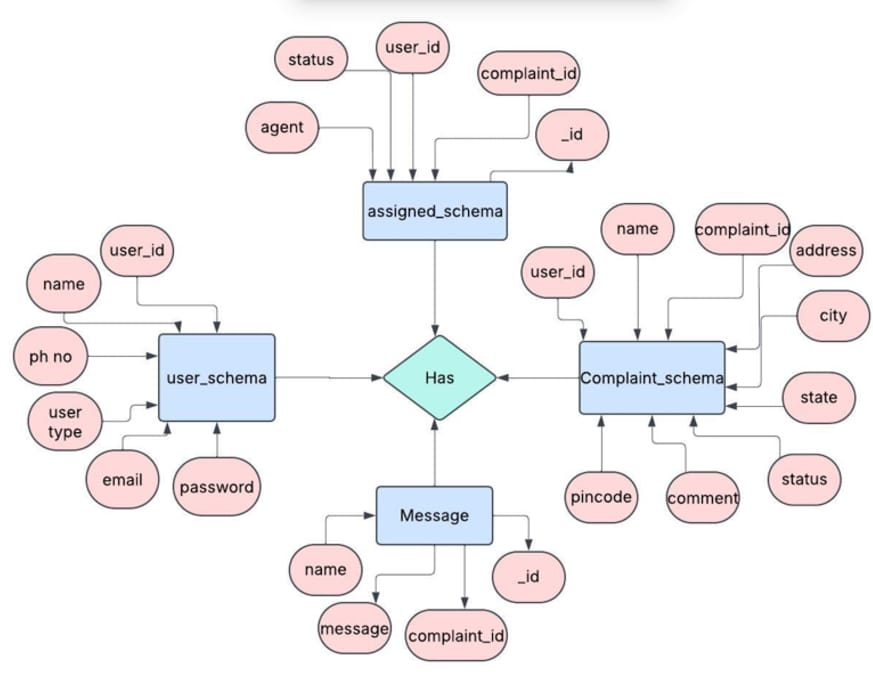 status
user_id
complaint_id
agent
_id
assigned_schema
user_id
name
ph no
user
type
email
password
user_schema
Has
user_id
name
complaint_id
address
city
state
status
comment
pincode
Complaint_schema
Message
name
message
complaint_id
_id